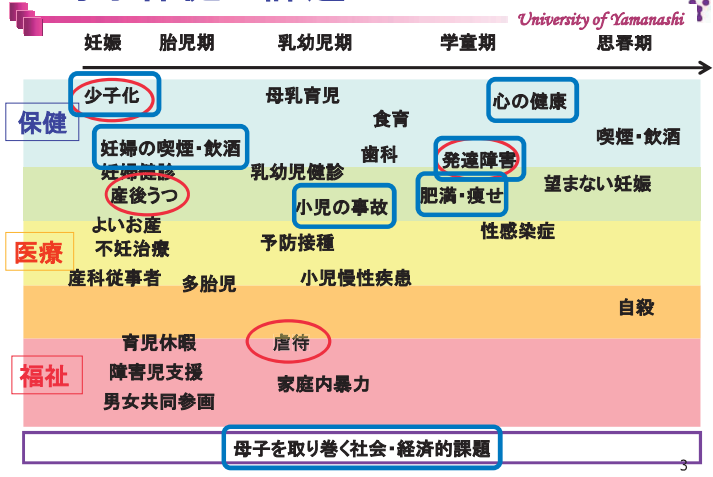 University of Yamanashi
妊娠 胎児期 乳幼児期 学童期 思春期
少子化 母乳育児 心の健康
保健 食育
妊婦の喫煙・飲酒 歯科 発達障害 喫煙・飲酒
妊婦健診 乳幼児健診
産後うつ 小児の事故 肥満・痩せ 望まない妊娠
よいお産 性感染症
医療 不妊治療 予防接種
産科従事者 多胎児 小児慢性疾患
自殺
育児休暇 虐待
福祉 障害児支援 家庭内暴力
男女共同参画
母子を取り巻く社会・経済的課題
3